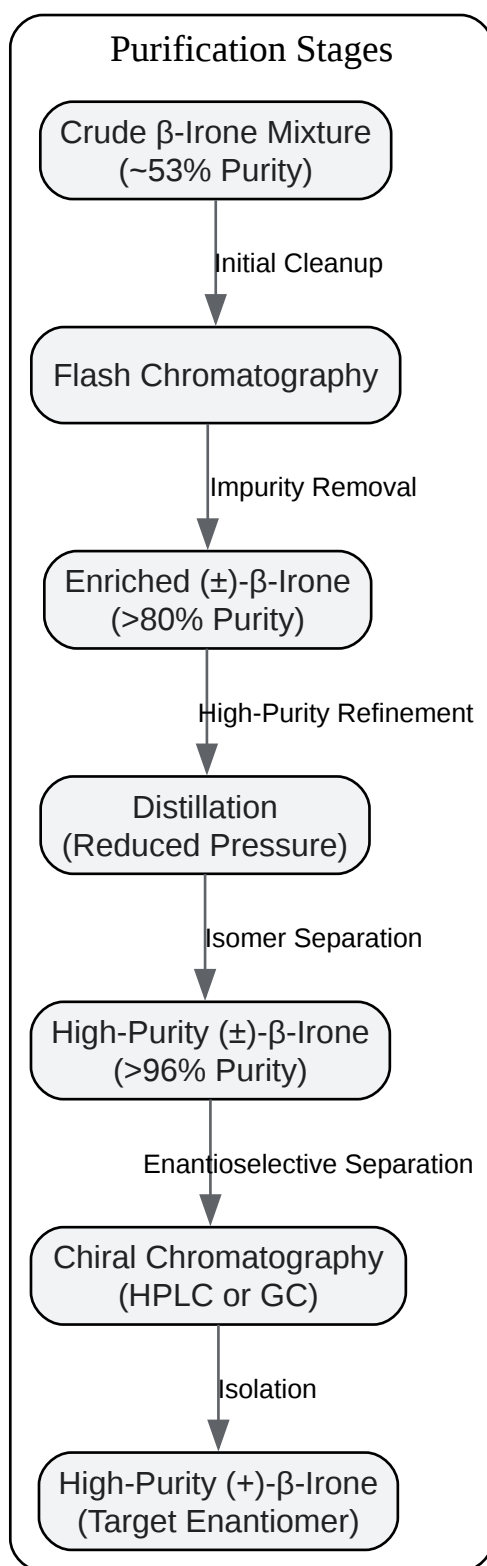 Purification Stages
Crude β-Irone Mixture
(~53% Purity)
Initial Cleanup
Flash Chromatography
Impurity Removal
Enriched (±)-β-Irone
(>80% Purity)
High-Purity Refinement
Distillation
(Reduced Pressure)
Isomer Separation
High-Purity (±)-β-Irone
(>96% Purity)
Enantioselective Separation
Chiral Chromatography
(HPLC or GC)
Isolation
High-Purity (+)-β-Irone
(Target Enantiomer)